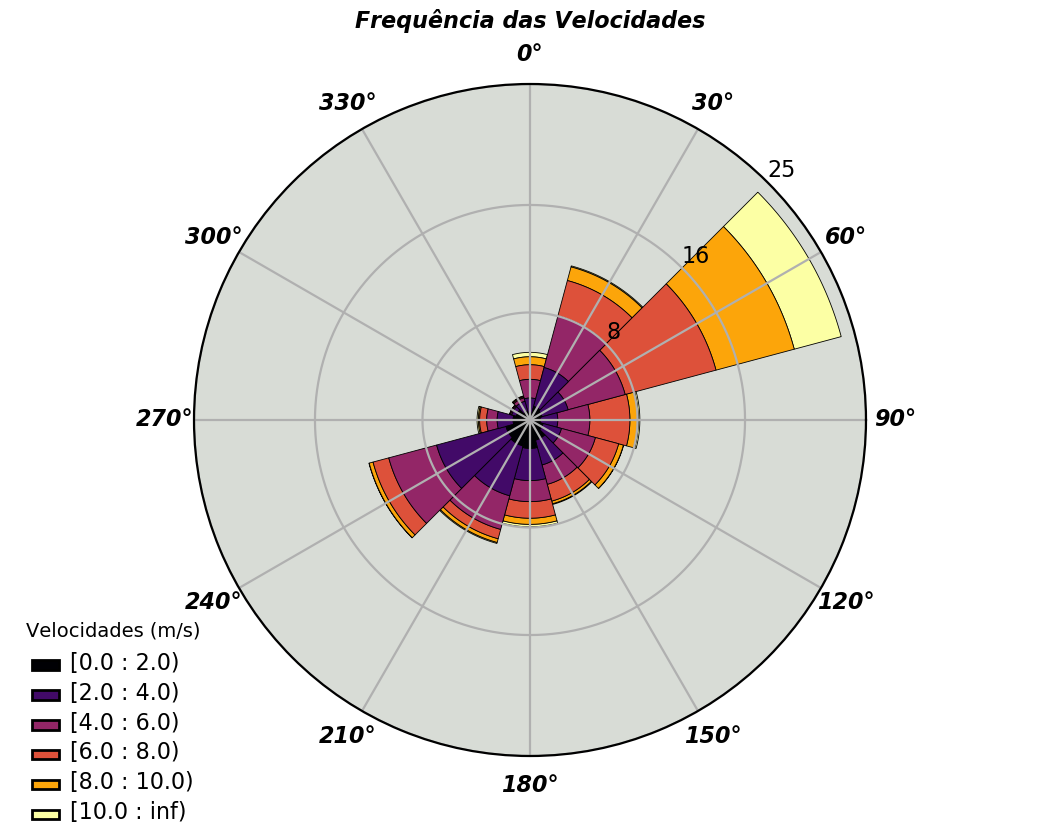 Frequência das Velocidades
0°
30°
60°
90°
120°
150°
180°
210°
240°
270°
300°
330°
8
16
25
Velocidades (m/s)
[0.0 : 2.0)
[2.0 : 4.0)
[4.0 : 6.0)
[6.0 : 8.0)
[8.0 : 10.0)
[10.0 : inf)